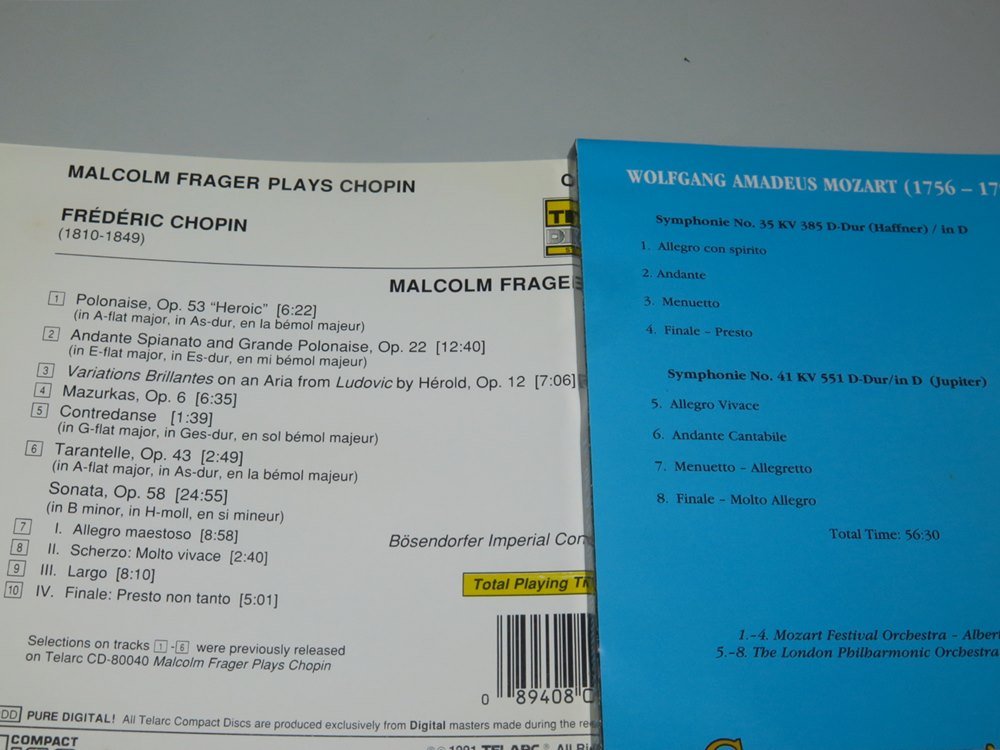 MALCOLM FRAGER PLAYS CHOPIN
FRÉDÉRIC CHOPIN
(1810-1849)
MALCOLM FRAGE
1 Polonaise, Op. 53 “Heroic” [6:22]
(in A-flat major, in As-dur, en la bémol majeur)
2 Andante Spianato and Grande Polonaise, Op. 22 [12:40]
(in E-flat major, in Es-dur, en mi bémol majeur)
3 Variations Brillantes on an Aria from Ludovic by Hérold, Op. 12 [7:06]
4 Mazurkas, Op. 6 [6:35]
5 Contredanse [1:39]
(in G-flat major, in Ges-dur, en sol bémol majeur)
6 Tarantelle, Op. 43 [2:49]
(in A-flat major, in As-dur, en la bémol majeur)
Sonata, Op. 58 [24:55]
(in B minor, in H-moll, en si mineur)
7 I. Allegro maestoso [8:58]
8 II. Scherzo: Molto vivace [2:40]
9 III. Largo [8:10]
10 IV. Finale: Presto non tanto [5:01]
Bösendorfer Imperial Con
Total Playing
Selections on tracks 1-6 were previously released
on Telarc CD-80040 Malcolm Frager Plays Chopin
0 89408
DD PURE DIGITAL! All Telarc Compact Discs are produced exclusively from Digital masters made during the
COMPACT
1991 TELARC® All
WOLFGANG AMADEUS MOZART (1756 – 17
Symphonie No. 35 KV 385 D-Dur (Haffner) / in D
1. Allegro con spirito
2. Andante
3. Menuetto
4. Finale – Presto
Symphonie No. 41 KV 551 D-Dur/in D (Jupiter)
5. Allegro Vivace
6. Andante Cantabile
7. Menuetto – Allegretto
8. Finale – Molto Allegro
Total Time: 56:30
1.-4. Mozart Festival Orchestra – Alber
5.-8. The London Philharmonic Orchestra